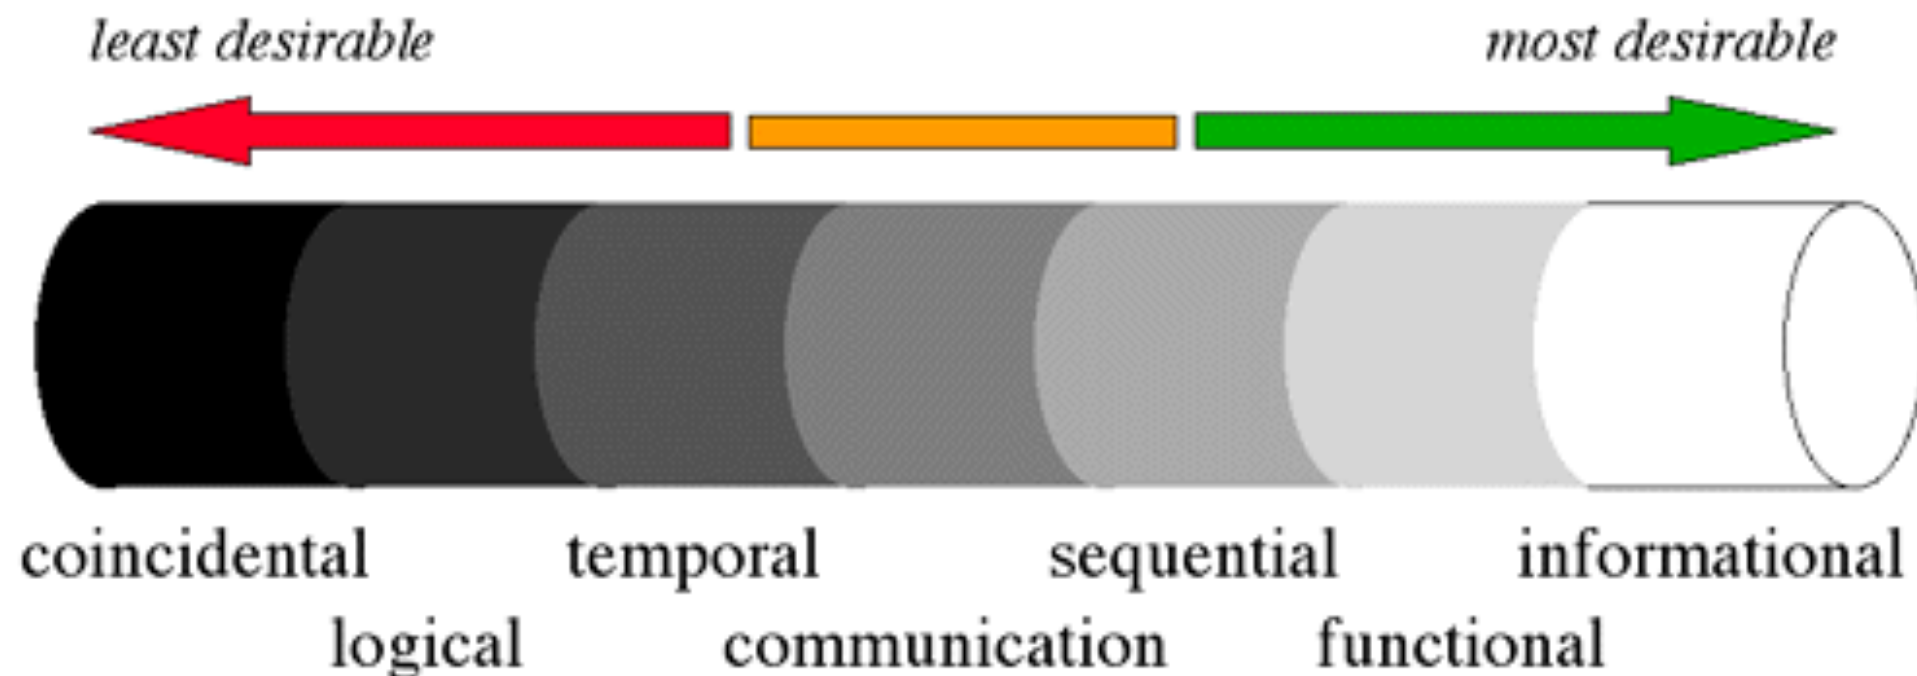 least desirable most desirable
coincidental temporal sequential informational
logical communication functional